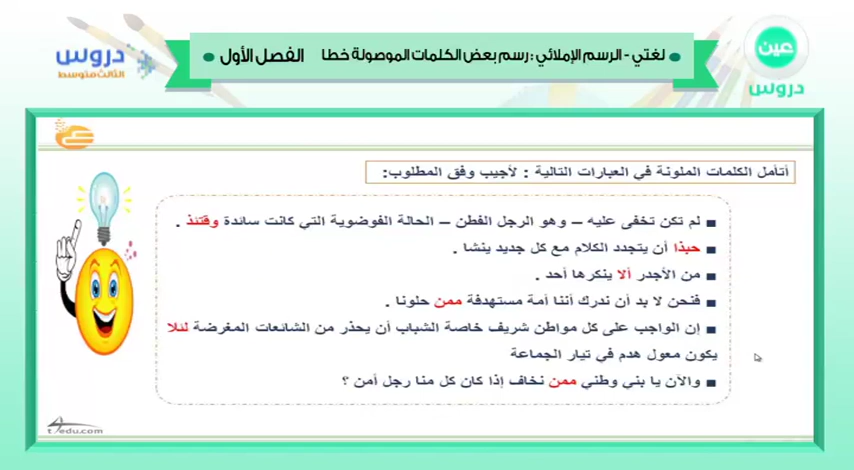 لغتي - الرسم الإملائي : رسم بعض الكلمات الموصولة خطا الفصل الأول
عين
دروس
دروس
الثالث متوسط
أتأمل الكلمات الملونة في العبارات التالية : لأجيب وفق المطلوب:
لم تكن تخفى عليه – وهو الرجل الفطن – الحالة الفوضوية التي كانت سائدة وقتئذ .
حبذا أن يتجدد الكلام مع كل جديد ينشا .
من الأجدر ألا ينكرها أحد .
فنحن لا بد أن ندرك أننا أمة مستهدفة ممن حلونا .
إن الواجب على كل مواطن شريف خاصة الشباب أن يحذر من الشائعات المغرضة لئلا
يكون معول هدم في تيار الجماعة
والآن يا بني وطني ممن نخاف إذا كان كل منا رجل أمن ؟
t4edu.com